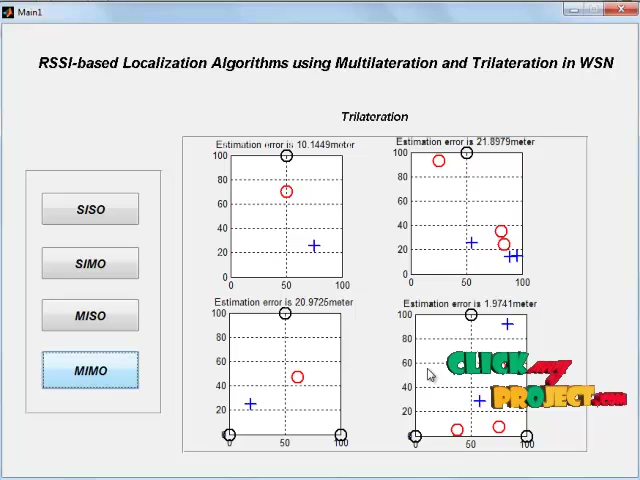 Main1
RSSI-based Localization Algorithms using Multilateration and Trilateration in WSN
Trilateration
SISO
SIMO
MISO
MIMO
Estimation error is 10.1449meter
100
80
60
40
20
0
0 50 100
Estimation error is 21.8979meter
100
80
60
40
20
0
0 50 100
Estimation error is 20.9725meter
100
80
60
40
20
0 50 100
Estimation error is 1.9741meter
100
80
60
40
20
0 50 100
CLICK my
PROJECT.COM